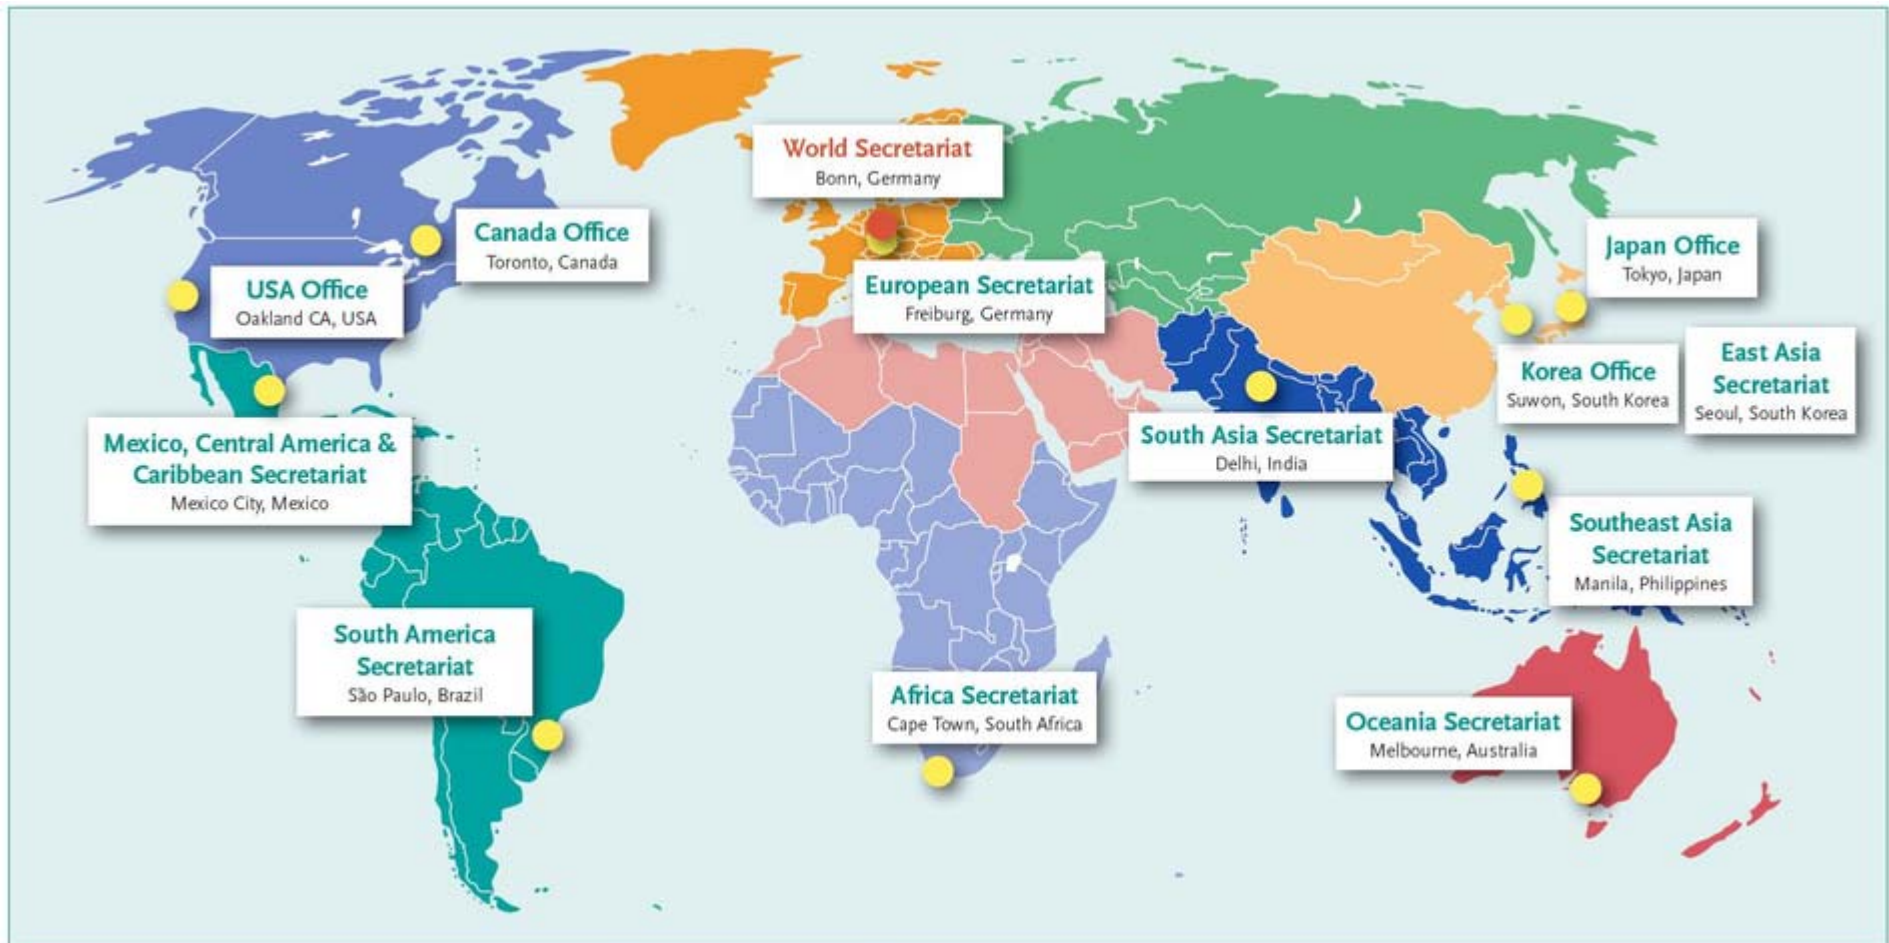 World Secretariat
Bonn, Germany
Canada Office
Toronto, Canada
USA Office
Oakland CA, USA
European Secretariat
Freiburg, Germany
Japan Office
Tokyo, Japan
Korea Office
Suwon, South Korea
East Asia
Secretariat
Seoul, South Korea
Mexico, Central America &
Caribbean Secretariat
Mexico City, Mexico
South Asia Secretariat
Delhi, India
Southeast Asia
Secretariat
Manila, Philippines
South America
Secretariat
São Paulo, Brazil
Africa Secretariat
Cape Town, South Africa
Oceania Secretariat
Melbourne, Australia